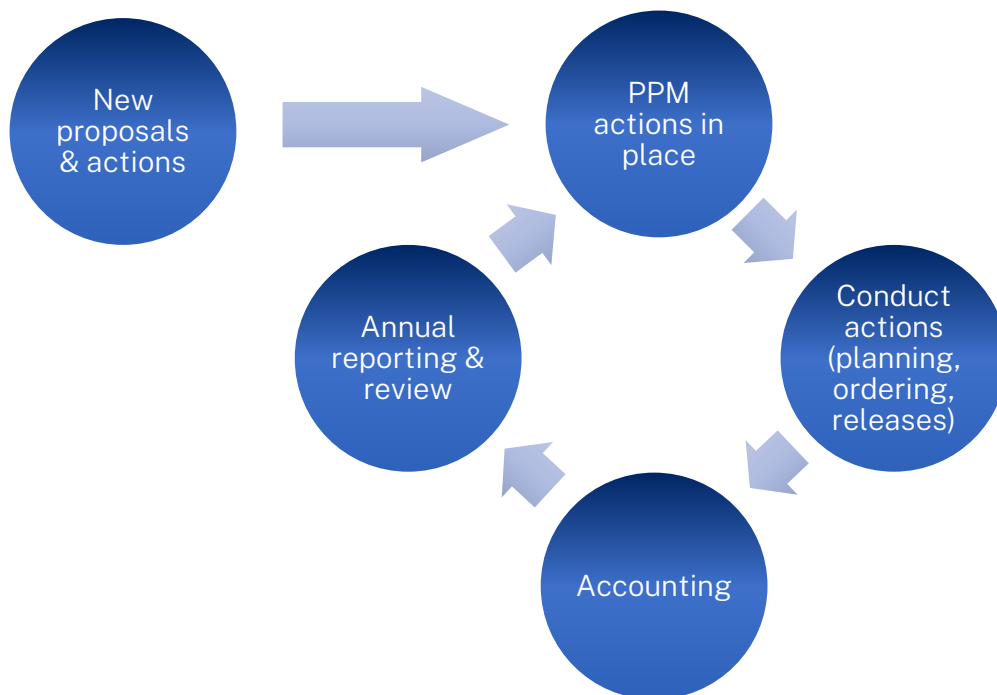 New
proposals
& actions
PPM
actions in
place
Conduct
actions
(planning,
ordering,
releases)
Accounting
Annual
reporting &
review